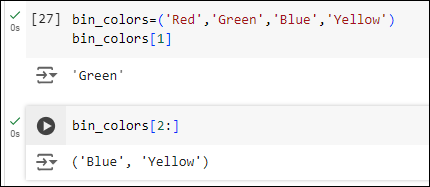 [27] bin_colors=('Red','Green','Blue','Yellow')
0s bin_colors[1]
'Green'
bin_colors[2:]
0s
('Blue', 'Yellow')